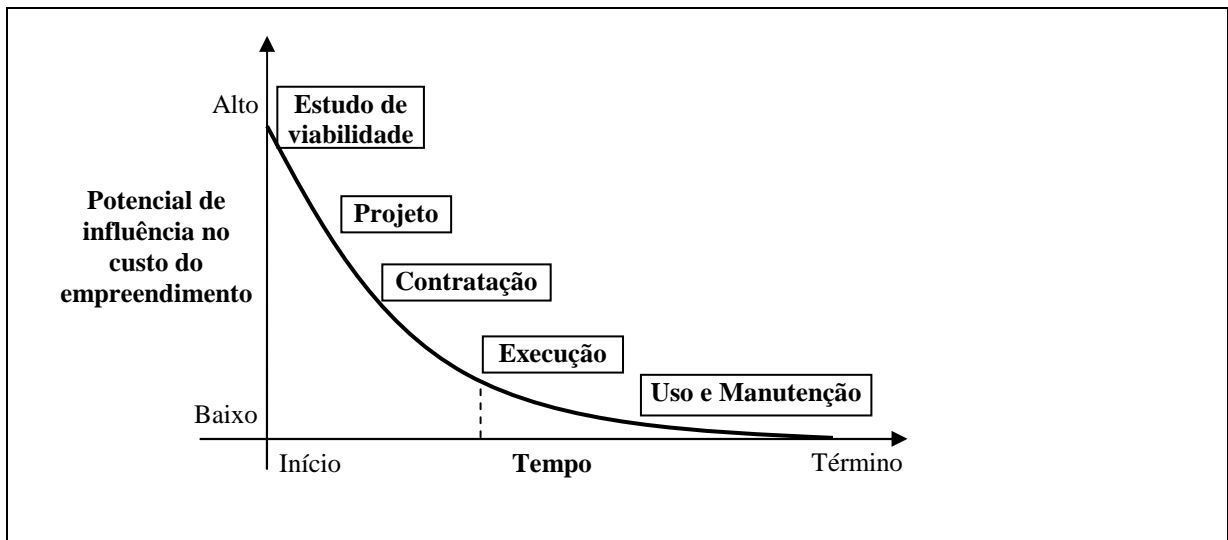 Alto
Estudo de
viabilidade
Potencial de
influência no
custo do
empreendimento
Projeto
Contratação
Execução
Uso e Manutenção
Baixo
Início
Tempo
Término